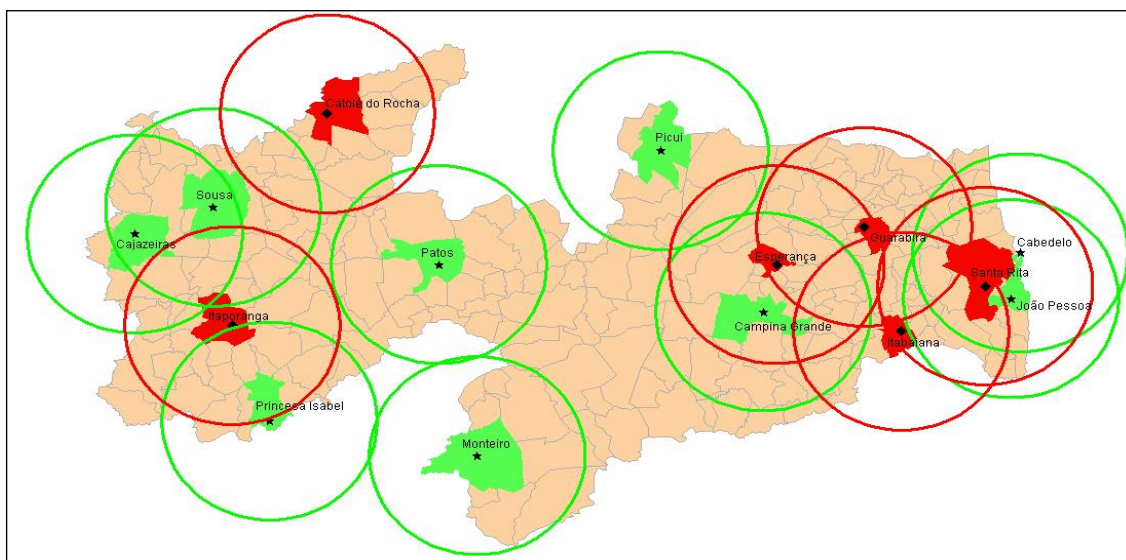 Catolé do Rocha
Picuí
Sousa
Cajazeiras
Patos
Guarabira
Cabedelo
Esperança
Santa Rita
João Pessoa
Itaporanga
Campina Grande
Itabaiana
Princesa Isabel
Monteiro